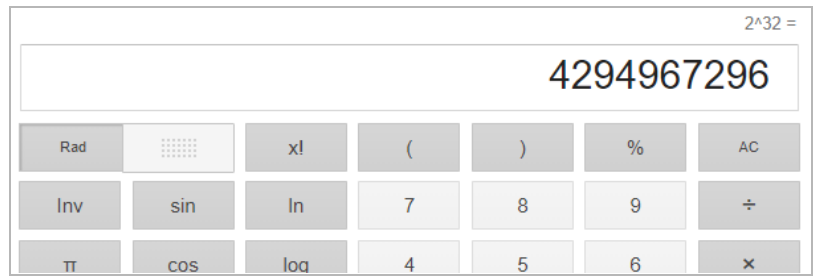 2^32 =
4294967296
Rad x! ( ) % AC
Inv sin ln 7 8 9 ÷
π cos log 4 5 6 ×